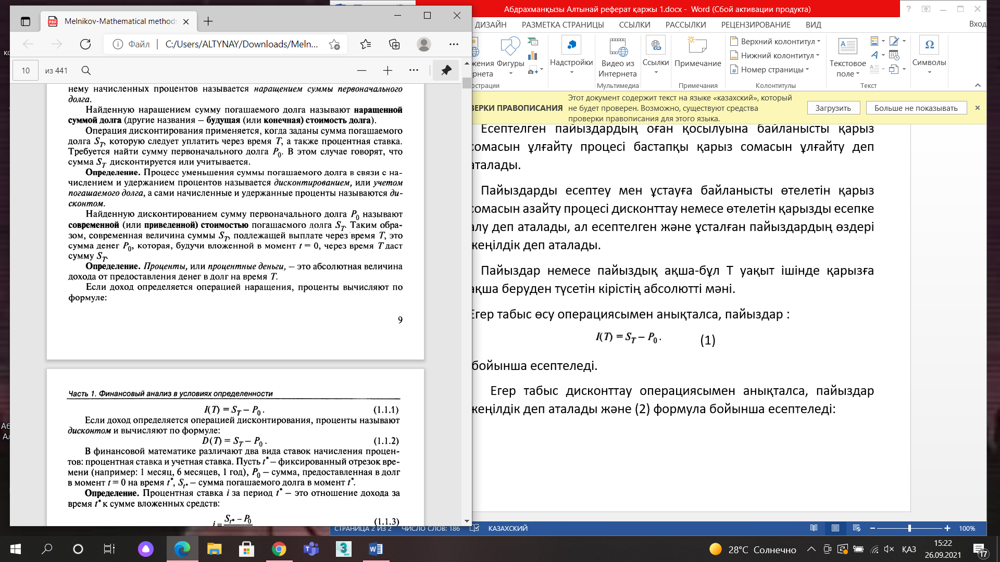 Melnikov-Mathematical methods
Файл
C:/Users/ALTYNAY/Downloads/Meln...
10
из 441
нему начисленных процентов называется наращением суммы первоначального
долга.
Найденную наращением сумму погашаемого долга называют наращенной
суммой долга (другие названия – будущая (или конечная) стоимость долга).
Операция дисконтирования применяется, когда заданы сумма погашаемого
долга S_T, которую следует уплатить через время T, а также процентная ставка.
Требуется найти сумму первоначального долга P_0. В этом случае говорят, что
сумма S_T дисконтируется или учитывается.
Определение. Процесс уменьшения суммы погашаемого долга в связи с на-
числением и удержанием процентов называется дисконтированием, или учетом
погашаемого долга, а сами начисленные и удержанные проценты называются ди-
сконтом.
Найденную дисконтированием сумму первоначального долга P_0 называют
современной (или приведенной) стоимостью погашаемого долга S_T. Таким обра-
зом, современная величина суммы S_T, подлежащей выплате через время T, это
сумма денег P_0, которая, будучи вложенной в момент t = 0, через время T даст
сумму S_T.
Определение. Проценты, или процентные деньги, – это абсолютная величина
дохода от предоставления денег в долг на время T.
Если доход определяется операцией наращения, проценты вычисляют по
формуле:
9
Часть 1. Финансовый анализ в условиях определенности
I(T) = S_T – P_0 . (1.1.1)
Если доход определяется операцией дисконтирования, проценты называют
дисконтом и вычисляют по формуле:
D(T) = S_T – P_0 . (1.1.2)
В финансовой математике различают два вида ставок начисления процен-
тов: процентная ставка и учетная ставка. Пусть t* – фиксированный отрезок вре-
мени (например: 1 месяц, 6 месяцев, 1 год), P_0 – сумма, предоставленная в долг
в момент t = 0 на время t*, S_t* – сумма погашаемого долга в момент t*.
Определение. Процентная ставка i за период t* – это отношение дохода за
время t* к сумме вложенных средств:
i = S_t* – P_0 (1.1.3)
Абдрахманқызы Алтынай реферат қаржы 1.docx - Word (Сбой активации продукта)
ДИЗАЙН РАЗМЕТКА СТРАНИЦЫ ССЫЛКИ РАССЫЛКИ РЕЦЕНЗИРОВАНИЕ ВИД Вход
Фигуры
Надстройки
Видео из
Интернета
Мультимедиа
Ссылки
Примечание
Примечания
Верхний колонтитул
Нижний колонтитул
Номер страницы
Колонтитулы
Текстовое
поле
Текст
Символы
ПРАВОПИСАНИЯ
Этот документ содержит текст на языке «казахский», который
не будет проверен. Возможно, существуют средства
проверки правописания для этого языка.
Загрузить
Больше не показывать
Есептелген пайыздардың оған қосылуына байланысты қарыз
сомасын ұлғайту процесі бастапқы қарыз сомасын ұлғайту деп
аталады.
Пайыздарды есептеу мен ұстауға байланысты өтелетін қарыз
сомасын азайту процесі дисконттау немесе өтелетін қарызды есепке
алу деп аталады, ал есептелген және ұсталған пайыздардың өздері
жеңілдік деп аталады.
Пайыздар немесе пайыздық ақша-бұл Т уақыт ішінде қарызға
ақша беруден түсетін кірістің абсолютті мәні.
Егер табыс өсу операциясымен анықталса, пайыздар :
I(T) = S_T – P_0 . (1)
бойынша есептеледі.
Егер табыс дисконттау операциясымен анықталса, пайыздар
жеңілдік деп аталады және (2) формула бойынша есептеледі:
СТРАНИЦА 2 ИЗ 2 ЧИСЛО СЛОВ: 186 КАЗАХСКИЙ 100%
28°C Солнечно
ҚАЗ
15:22
26.09.2021
17